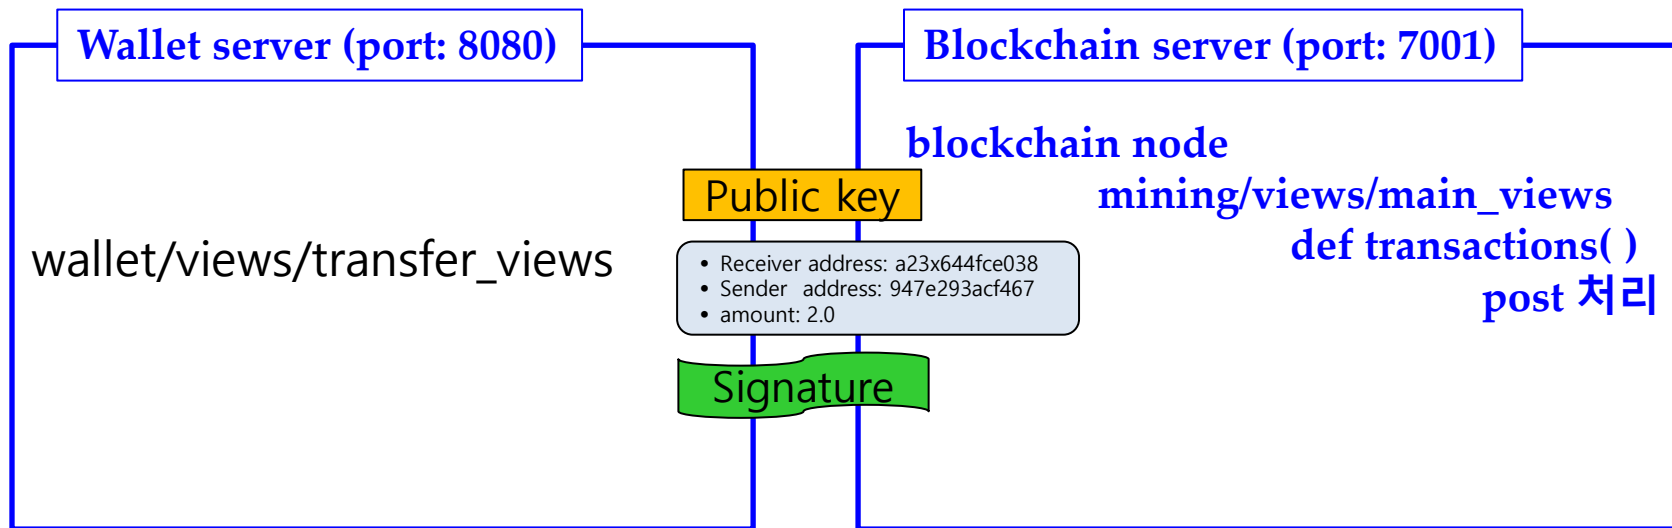 Wallet server (port: 8080)
Blockchain server (port: 7001)
wallet/views/transfer_views
Public key
• Receiver address: a23x644fce038
• Sender address: 947e293acf467
• amount: 2.0
Signature
blockchain node
mining/views/main_views
def transactions( )
post 처리